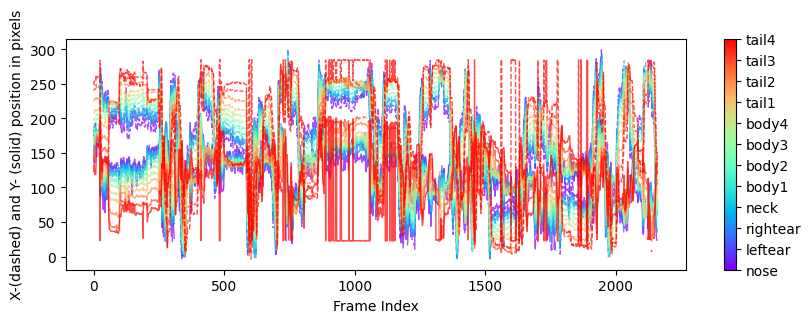 X-(dashed) and Y- (solid) position in pixels
300
250
200
150
100
50
0
0
500
1000
1500
2000
Frame Index
tail4
tail3
tail2
tail1
body4
body3
body2
body1
neck
rightear
leftear
nose